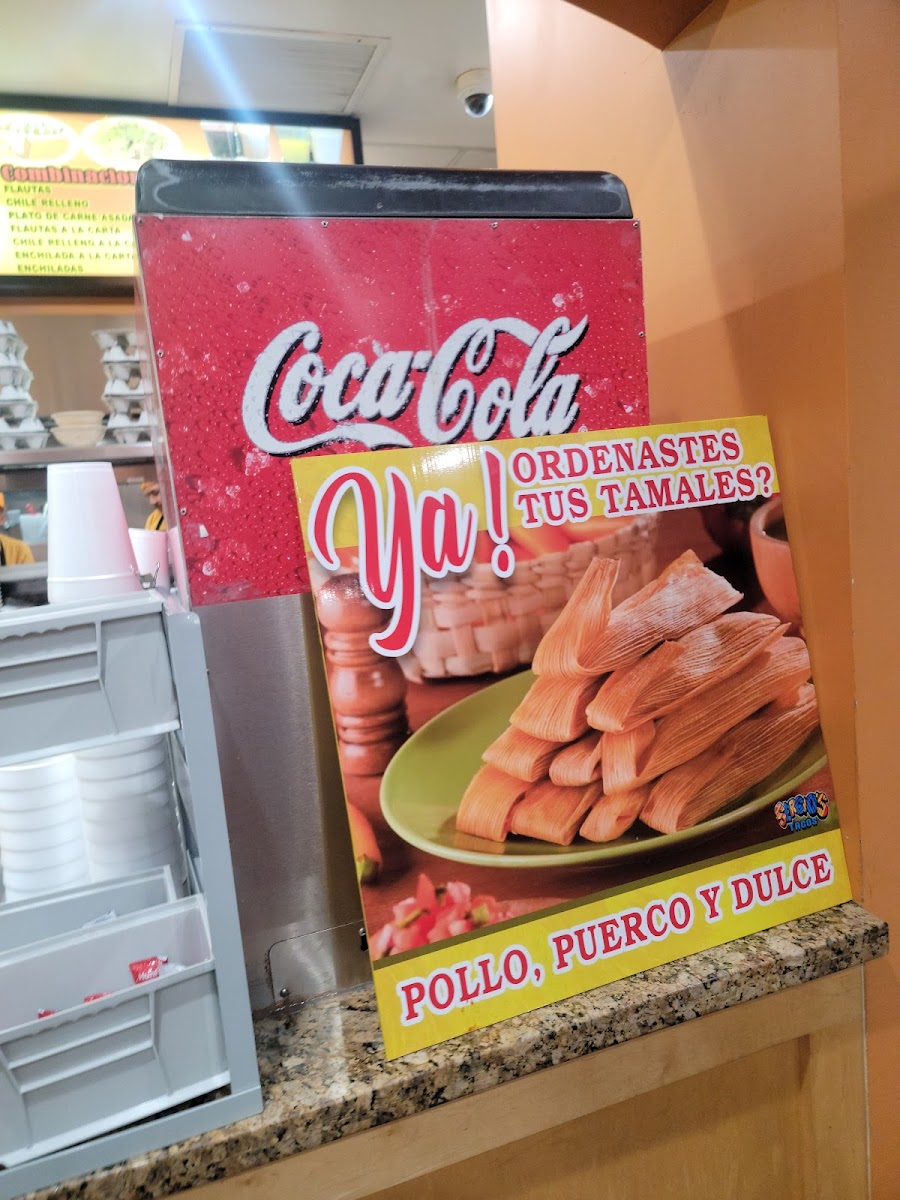 Combinacion
FLAUTAS
CHILE RELLENO
PLATO DE CARNE ASADA
FLAUTAS A LA CARTA
CHILE RELLENO A LA CA
ENCHILADA A LA CARTA
ENCHILADAS
Coca-Cola
Ya!
ORDENASTES
TUS TAMALES?
TACOS
POLLO, PUERCO Y DULCE